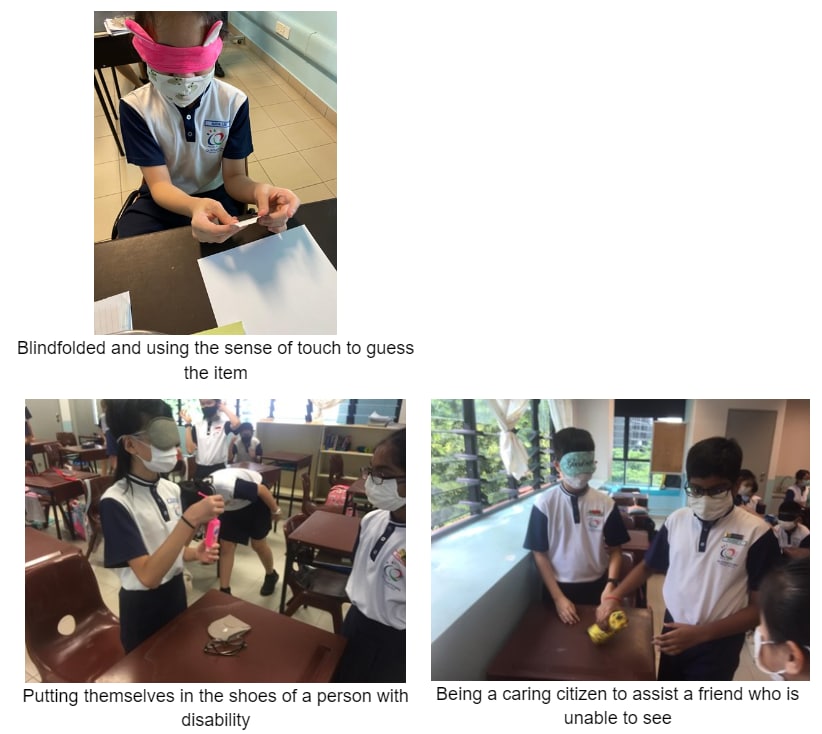 Blindfolded and using the sense of touch to guess
the item
Putting themselves in the shoes of a person with
disability
Being a caring citizen to assist a friend who is
unable to see